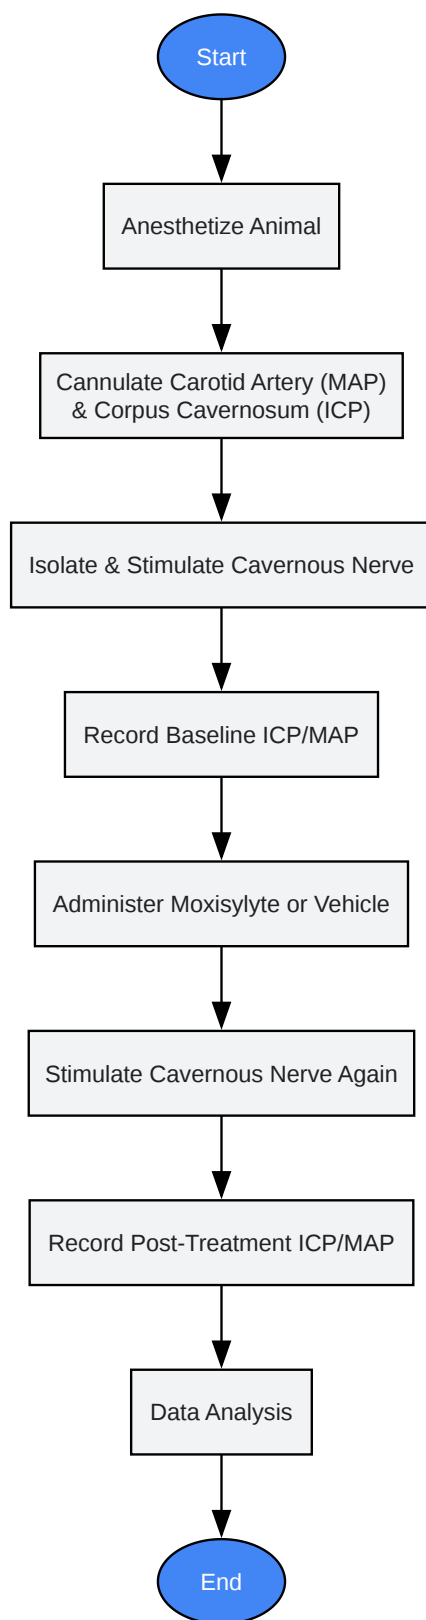 Start
Anesthetize Animal
Cannulate Carotid Artery (MAP)
& Corpus Cavernosum (ICP)
Isolate & Stimulate Cavernous Nerve
Record Baseline ICP/MAP
Administer Moxisylyte or Vehicle
Stimulate Cavernous Nerve Again
Record Post-Treatment ICP/MAP
Data Analysis
End